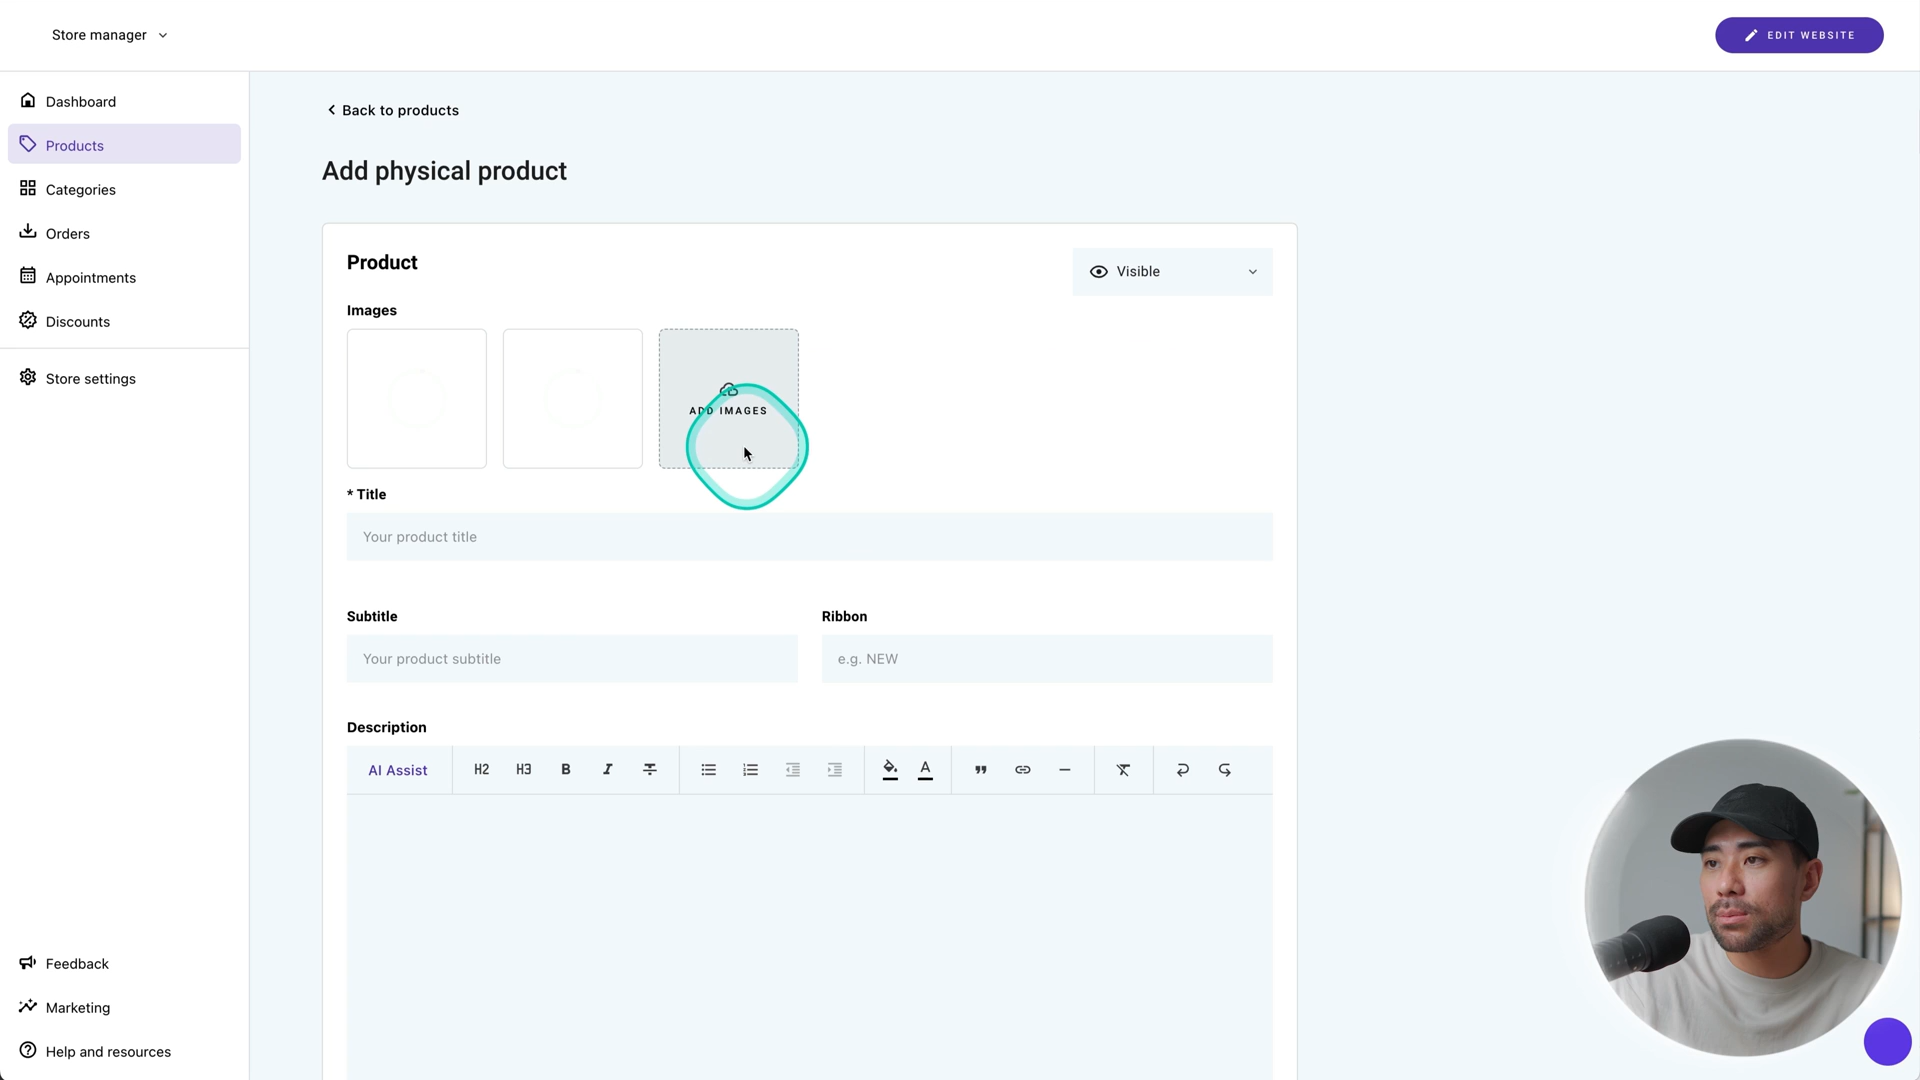 Store manager
EDIT WEBSITE
Dashboard
Products
Categories
Orders
Appointments
Discounts
Store settings
Feedback
Marketing
Help and resources
Back to products
Add physical product
Product
Visible
Images
ADD IMAGES
* Title
Your product title
Subtitle
Ribbon
Your product subtitle
e.g. NEW
Description
AI Assist
H2
H3
B
I
A